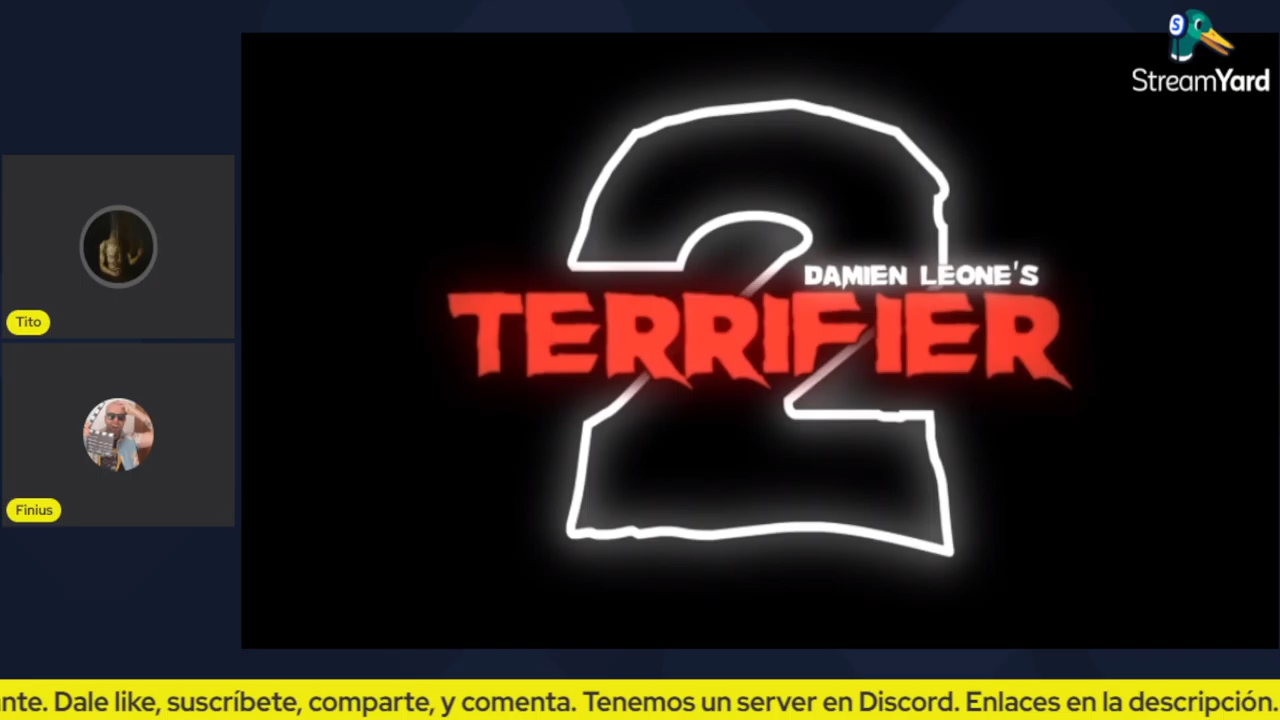 StreamYard
DAMIEN LEONE'S
TERRIFIER
2
Tito
Finius
nte. Dale like, suscríbete, comparte, y comenta. Tenemos un server en Discord. Enlaces en la descripción.